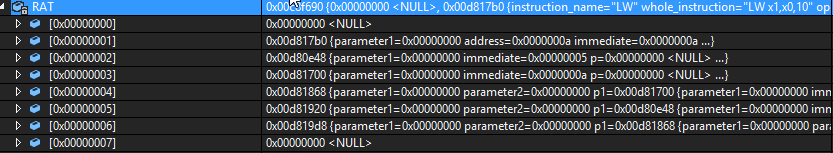 RAT 0x00 f690 {0x00000000 <NULL>, 0x00d817b0 {instruction_name="LW" whole_instruction="LW x1,x0,10" op
[0x00000000] 0x00000000 <NULL>
[0x00000001] 0x00d817b0 {parameter1=0x00000000 address=0x0000000a immediate=0x0000000a ...}
[0x00000002] 0x00d80e48 {parameter1=0x00000000 immediate=0x00000005 p=0x00000000 <NULL> ...}
[0x00000003] 0x00d81700 {parameter1=0x00000000 immediate=0x0000000a p=0x00000000 <NULL> ...}
[0x00000004] 0x00d81868 {parameter1=0x00000000 parameter2=0x00000000 p1=0x00d81700 {parameter1=0x00000000 imm
[0x00000005] 0x00d81920 {parameter1=0x00000000 parameter2=0x00000000 p1=0x00d80e48 {parameter1=0x00000000 imm
[0x00000006] 0x00d819d8 {parameter1=0x00000000 parameter2=0x00000000 p1=0x00d81868 {parameter1=0x00000000 para
[0x00000007] 0x00000000 <NULL>